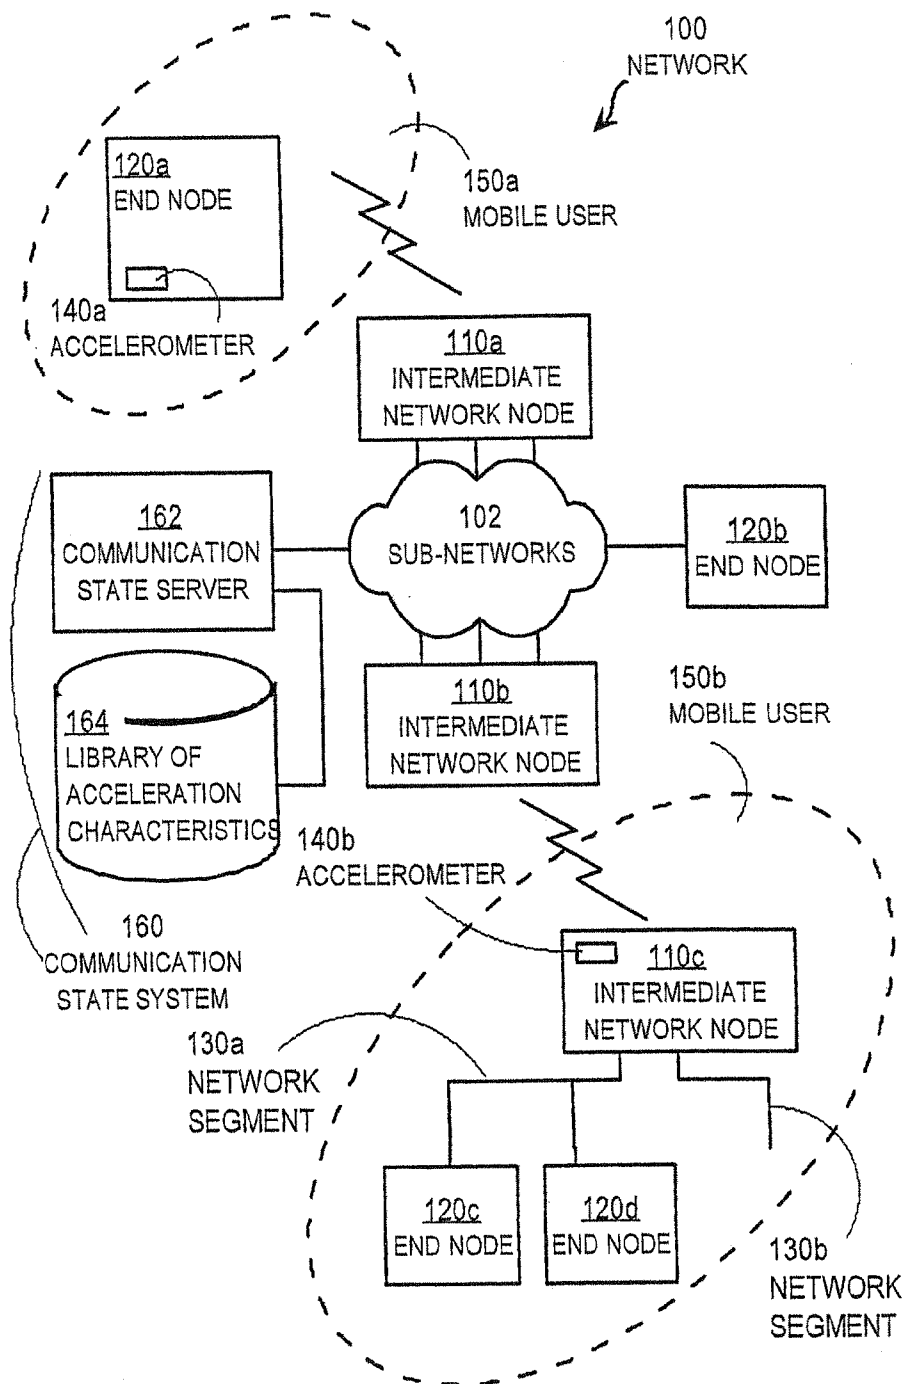 100
NETWORK
120a
END NODE
150a
MOBILE USER
140a
ACCELEROMETER
110a
INTERMEDIATE
NETWORK NODE
162
COMMUNICATION
STATE SERVER
102
SUB-NETWORKS
120b
END NODE
110b
INTERMEDIATE
NETWORK NODE
150b
MOBILE USER
164
LIBRARY OF
ACCELERATION
CHARACTERISTICS
140b
ACCELEROMETER
160
COMMUNICATION
STATE SYSTEM
110c
INTERMEDIATE
NETWORK NODE
130a
NETWORK
SEGMENT
120c
END NODE
120d
END NODE
130b
NETWORK
SEGMENT